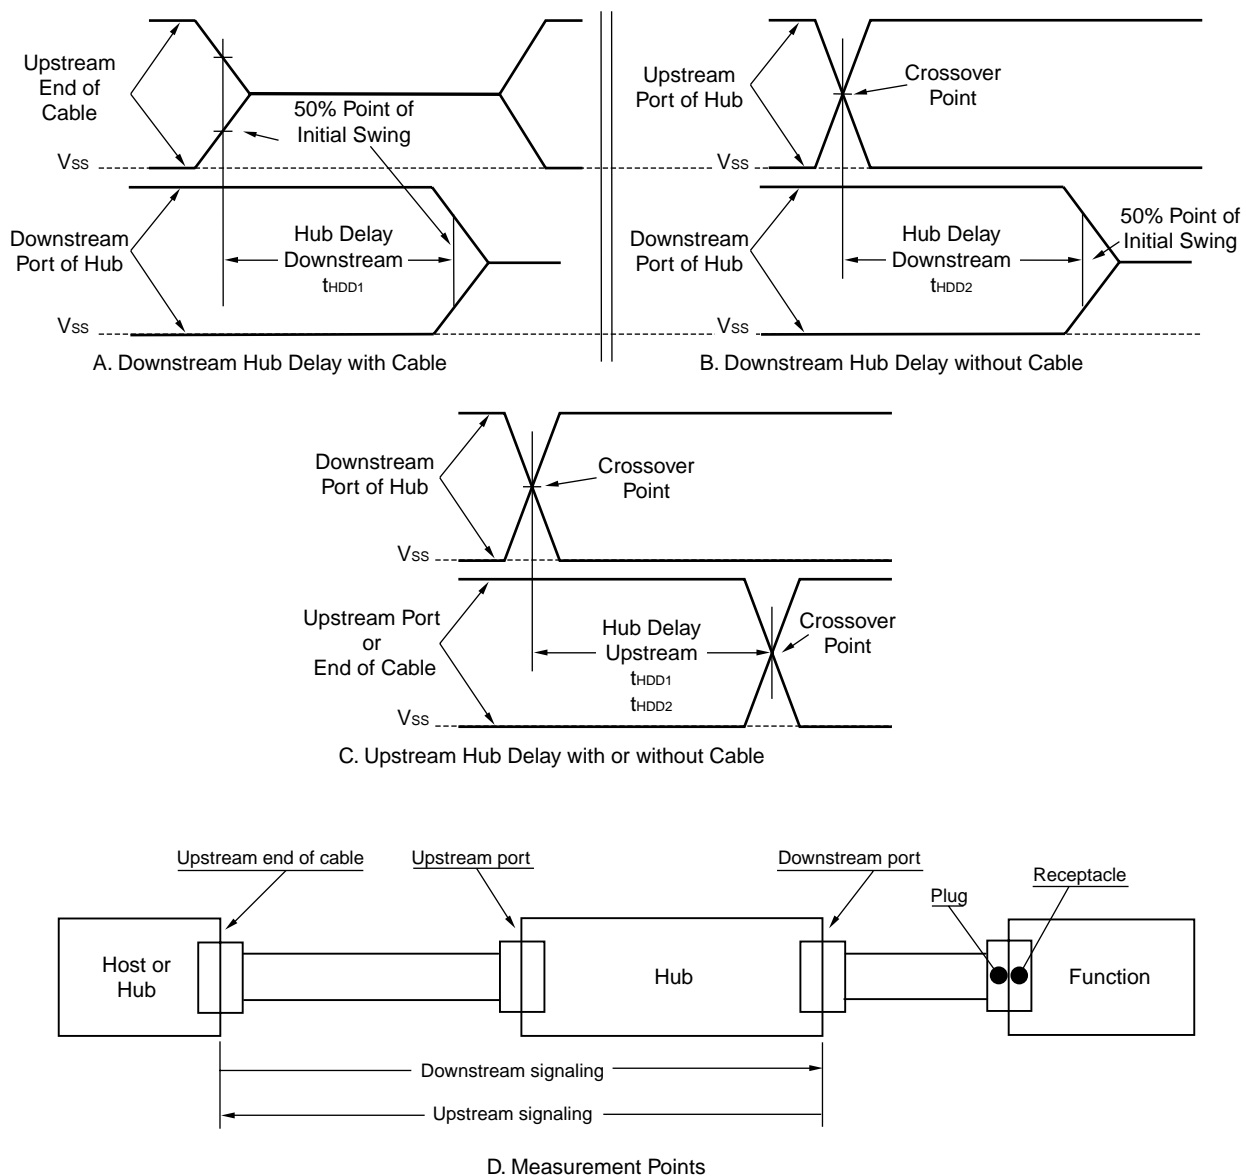 Upstream
End of
Cable
50% Point of
Initial Swing
VSS
Downstream
Port of Hub
Hub Delay
Downstream
tHDD1
VSS
A. Downstream Hub Delay with Cable
Upstream
Port of Hub
Crossover
Point
VSS
Downstream
Port of Hub
Hub Delay
Downstream
tHDD2
50% Point of
Initial Swing
VSS
B. Downstream Hub Delay without Cable
Downstream
Port of Hub
Crossover
Point
VSS
Upstream Port
or
End of Cable
Hub Delay
Upstream
tHDD1
tHDD2
Crossover
Point
VSS
C. Upstream Hub Delay with or without Cable
Upstream end of cable
Upstream port
Downstream port
Receptacle
Plug
Host or
Hub
Hub
Function
Downstream signaling
Upstream signaling
D. Measurement Points